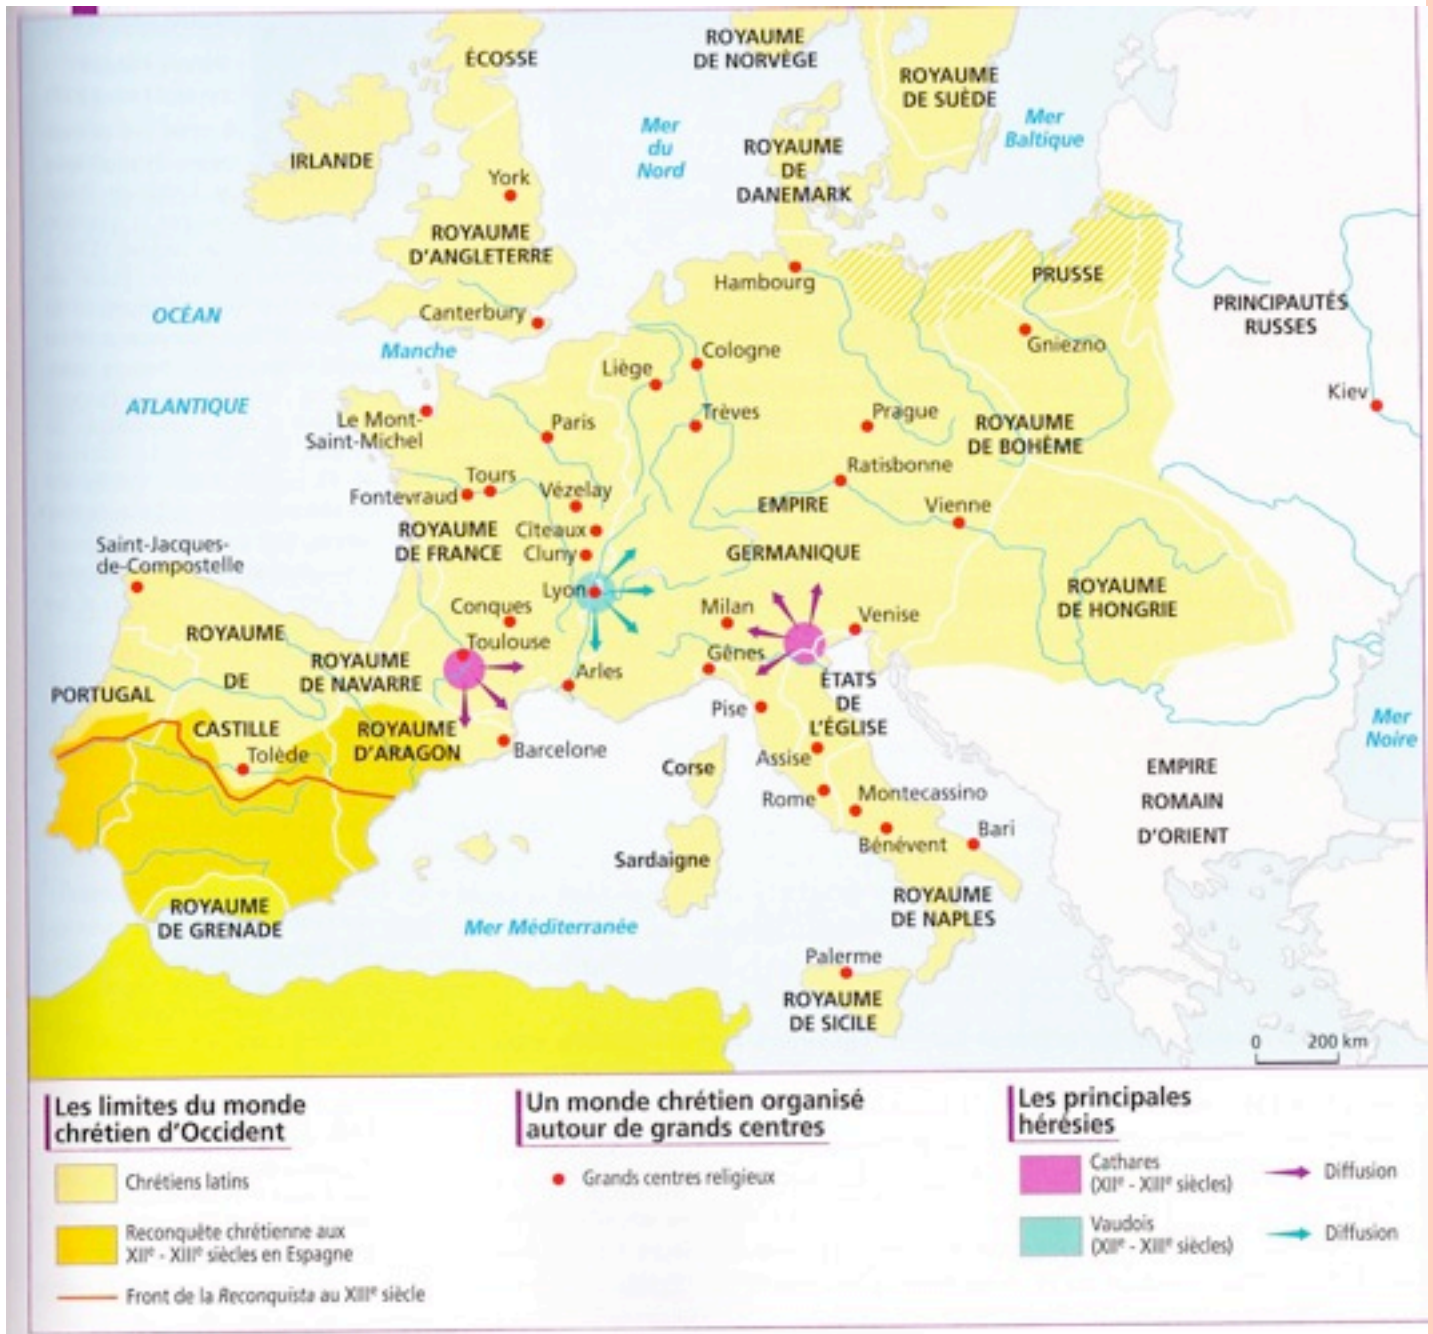 ÉCOSSE
ROYAUME
DE NORVÈGE
ROYAUME
DE SUÈDE
Mer
Baltique
Mer
du
Nord
IRLANDE
ROYAUME
DE
DANEMARK
York
ROYAUME
D'ANGLETERRE
Hambourg
PRUSSE
PRINCIPAUTÉS
RUSSES
OCÉAN
ATLANTIQUE
Canterbury
Manche
Cologne
Liège
Gniezno
Kiev
Le Mont-
Saint-Michel
Paris
Trèves
Prague
ROYAUME
DE BOHÈME
Ratisbonne
Tours
Fontevraud
Vézelay
EMPIRE
GERMANIQUE
Vienne
ROYAUME
DE FRANCE
Cîteaux
Cluny
Saint-Jacques-
de-Compostelle
Lyon
Conques
Toulouse
Milan
Venise
ROYAUME
DE HONGRIE
ROYAUME
DE
CASTILLE
ROYAUME
DE NAVARRE
Arles
Gênes
PORTUGAL
ÉTATS
DE
L'ÉGLISE
Pise
Tolède
ROYAUME
D'ARAGON
Barcelone
Corse
Assise
Mer
Noire
Rome
Montecassino
EMPIRE
ROMAIN
D'ORIENT
Bénévent
Bari
Sardaigne
ROYAUME
DE GRENADE
Mer Méditerranée
ROYAUME
DE NAPLES
Palerme
ROYAUME
DE SICILE
0 200 km
Les limites du monde
chrétien d'Occident
Chrétiens latins
Reconquête chrétienne aux
XIIe - XIIIe siècles en Espagne
Front de la Reconquista au XIIIe siècle
Un monde chrétien organisé
autour de grands centres
Grands centres religieux
Les principales
hérésies
Cathares
(XIIe - XIIIe siècles)
Diffusion
Vaudois
(XIIe - XIIIe siècles)
Diffusion